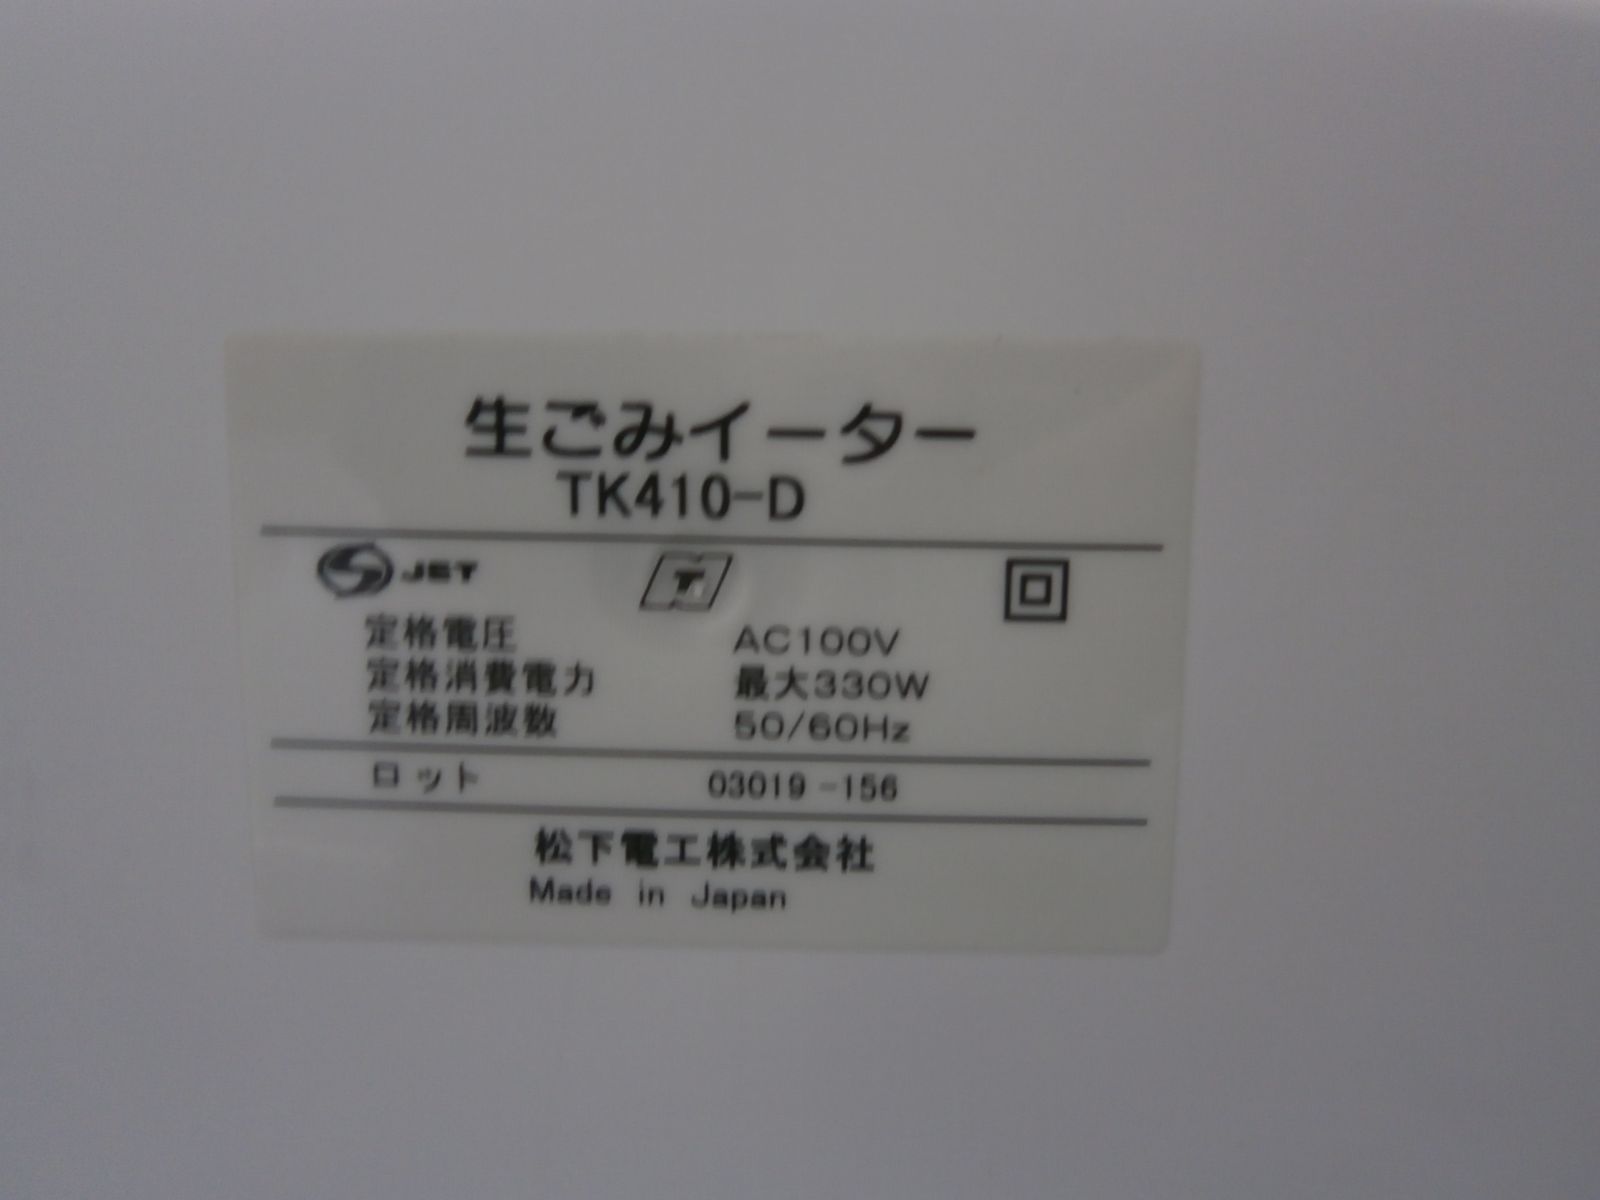 生ごみイーター
TK410-D
S JET
定格電圧 AC100V
定格消費電力 最大330W
定格周波数 50/60Hz
ロット 03019-156
松下電工株式会社
Made in Japan